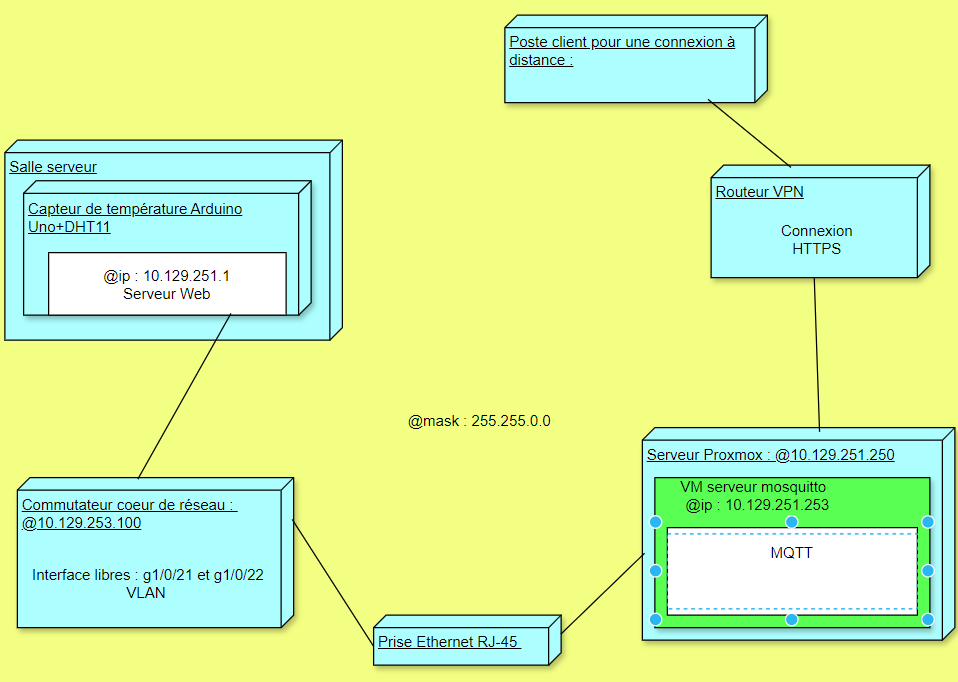 Poste client pour une connexion à
distance :
Salle serveur
Capteur de température Arduino
Uno+DHT11
@ip : 10.129.251.1
Serveur Web
Routeur VPN
Connexion
HTTPS
@mask : 255.255.0.0
Serveur Proxmox : @10.129.251.250
VM serveur mosquitto
@ip : 10.129.251.253
MQTT
Commutateur coeur de réseau :
@10.129.253.100
Interface libres : g1/0/21 et g1/0/22
VLAN
Prise Ethernet RJ-45